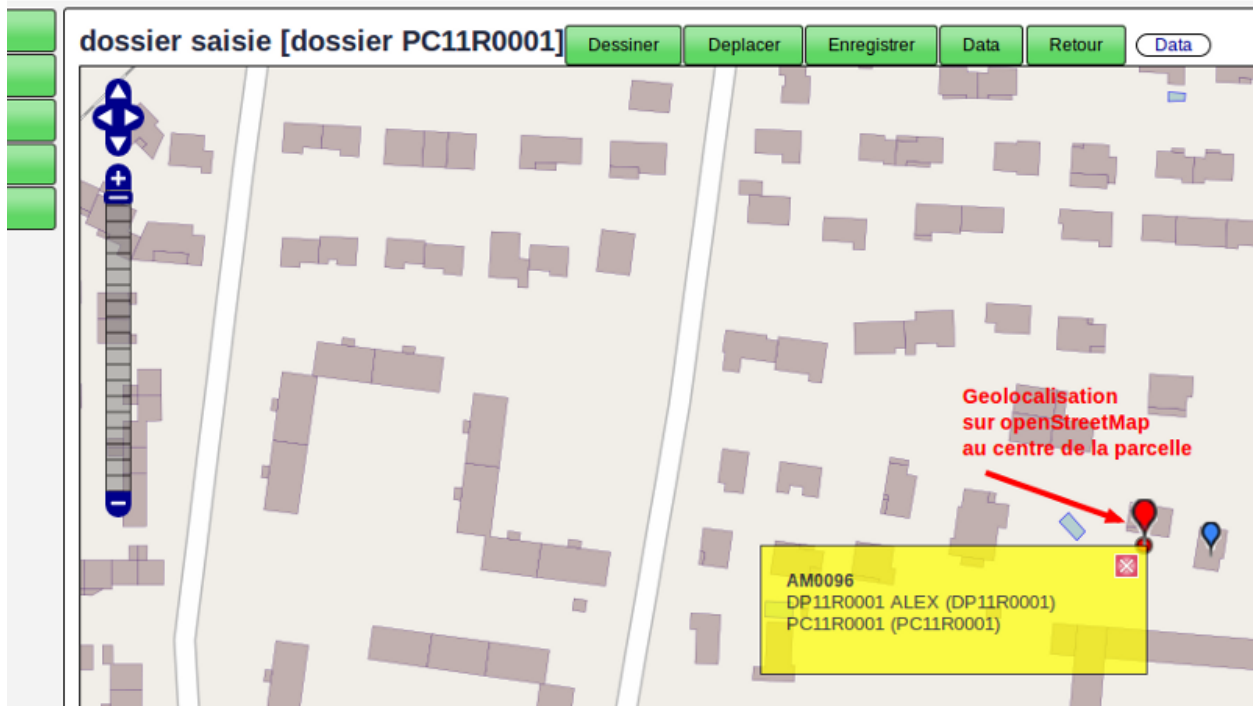 dossier saisie [dossier PC11R0001]
Dessiner
Deplacer
Enregistrer
Data
Retour
Data
Geolocalisation
sur openStreetMap
au centre de la parcelle
AM0096
DP11R0001 ALEX (DP11R0001)
PC11R0001 (PC11R0001)